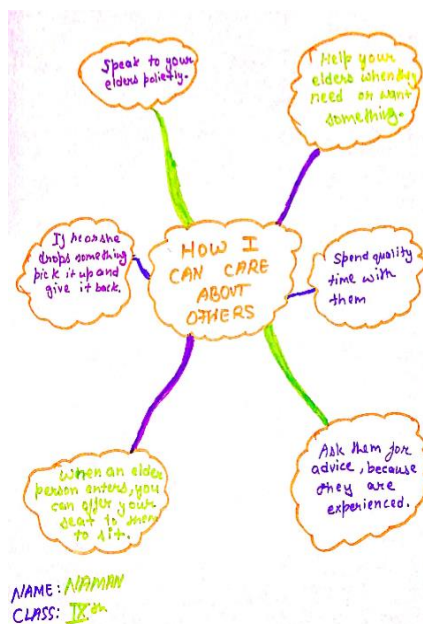 Speak to your
elders polietly.
Help your
elders when they
need or want
something.
If he or she
drops something
pick it up and
give it back.
HOW I
CAN CARE
ABOUT
OTHERS
Spend quality
time with
them
When an elder
person enters, you
can offer your
seat to them
to sit.
Ask them for
advice, because
they are
experienced.
NAME: NAMAN
CLASS: IXth